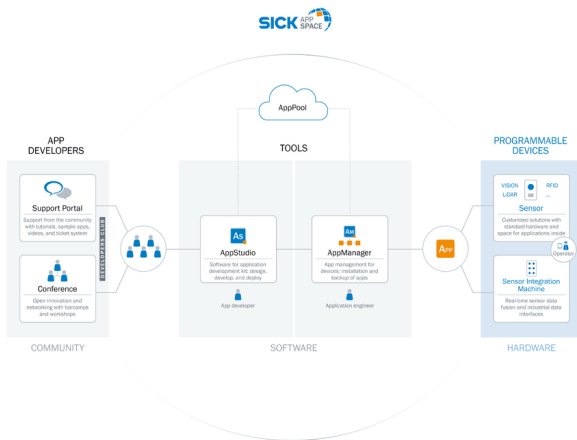 SICK APP
SPACE
AppPool
APP
DEVELOPERS
TOOLS
PROGRAMMABLE
DEVICES
Support Portal
Support from the community
with tutorials, sample apps,
videos, and ticket system
DEVELOPERS CLUB
Conference
Open innovation and
networking with barcamps
and workshops
As
AppStudio
Software for application
development kit: design,
develop, and deploy
App developer
AM
AppManager
App management for
devices: installation and
backup of apps
Application engineer
APP
VISION
RFID
LiDAR
...
Sensor
Customized solutions with
standard hardware and
space for applications inside
Operator
Sensor Integration
Machine
Real-time sensor data
fusion and industrial data
interfaces
COMMUNITY
SOFTWARE
HARDWARE